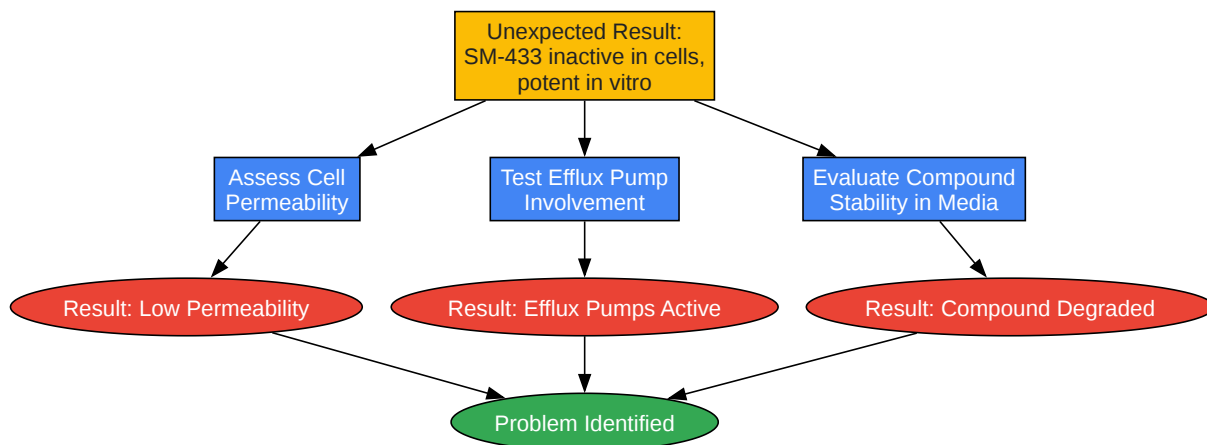 Unexpected Result:
SM-433 inactive in cells,
potent in vitro
Assess Cell
Permeability
Test Efflux Pump
Involvement
Evaluate Compound
Stability in Media
Result: Low Permeability
Result: Efflux Pumps Active
Result: Compound Degraded
Problem Identified